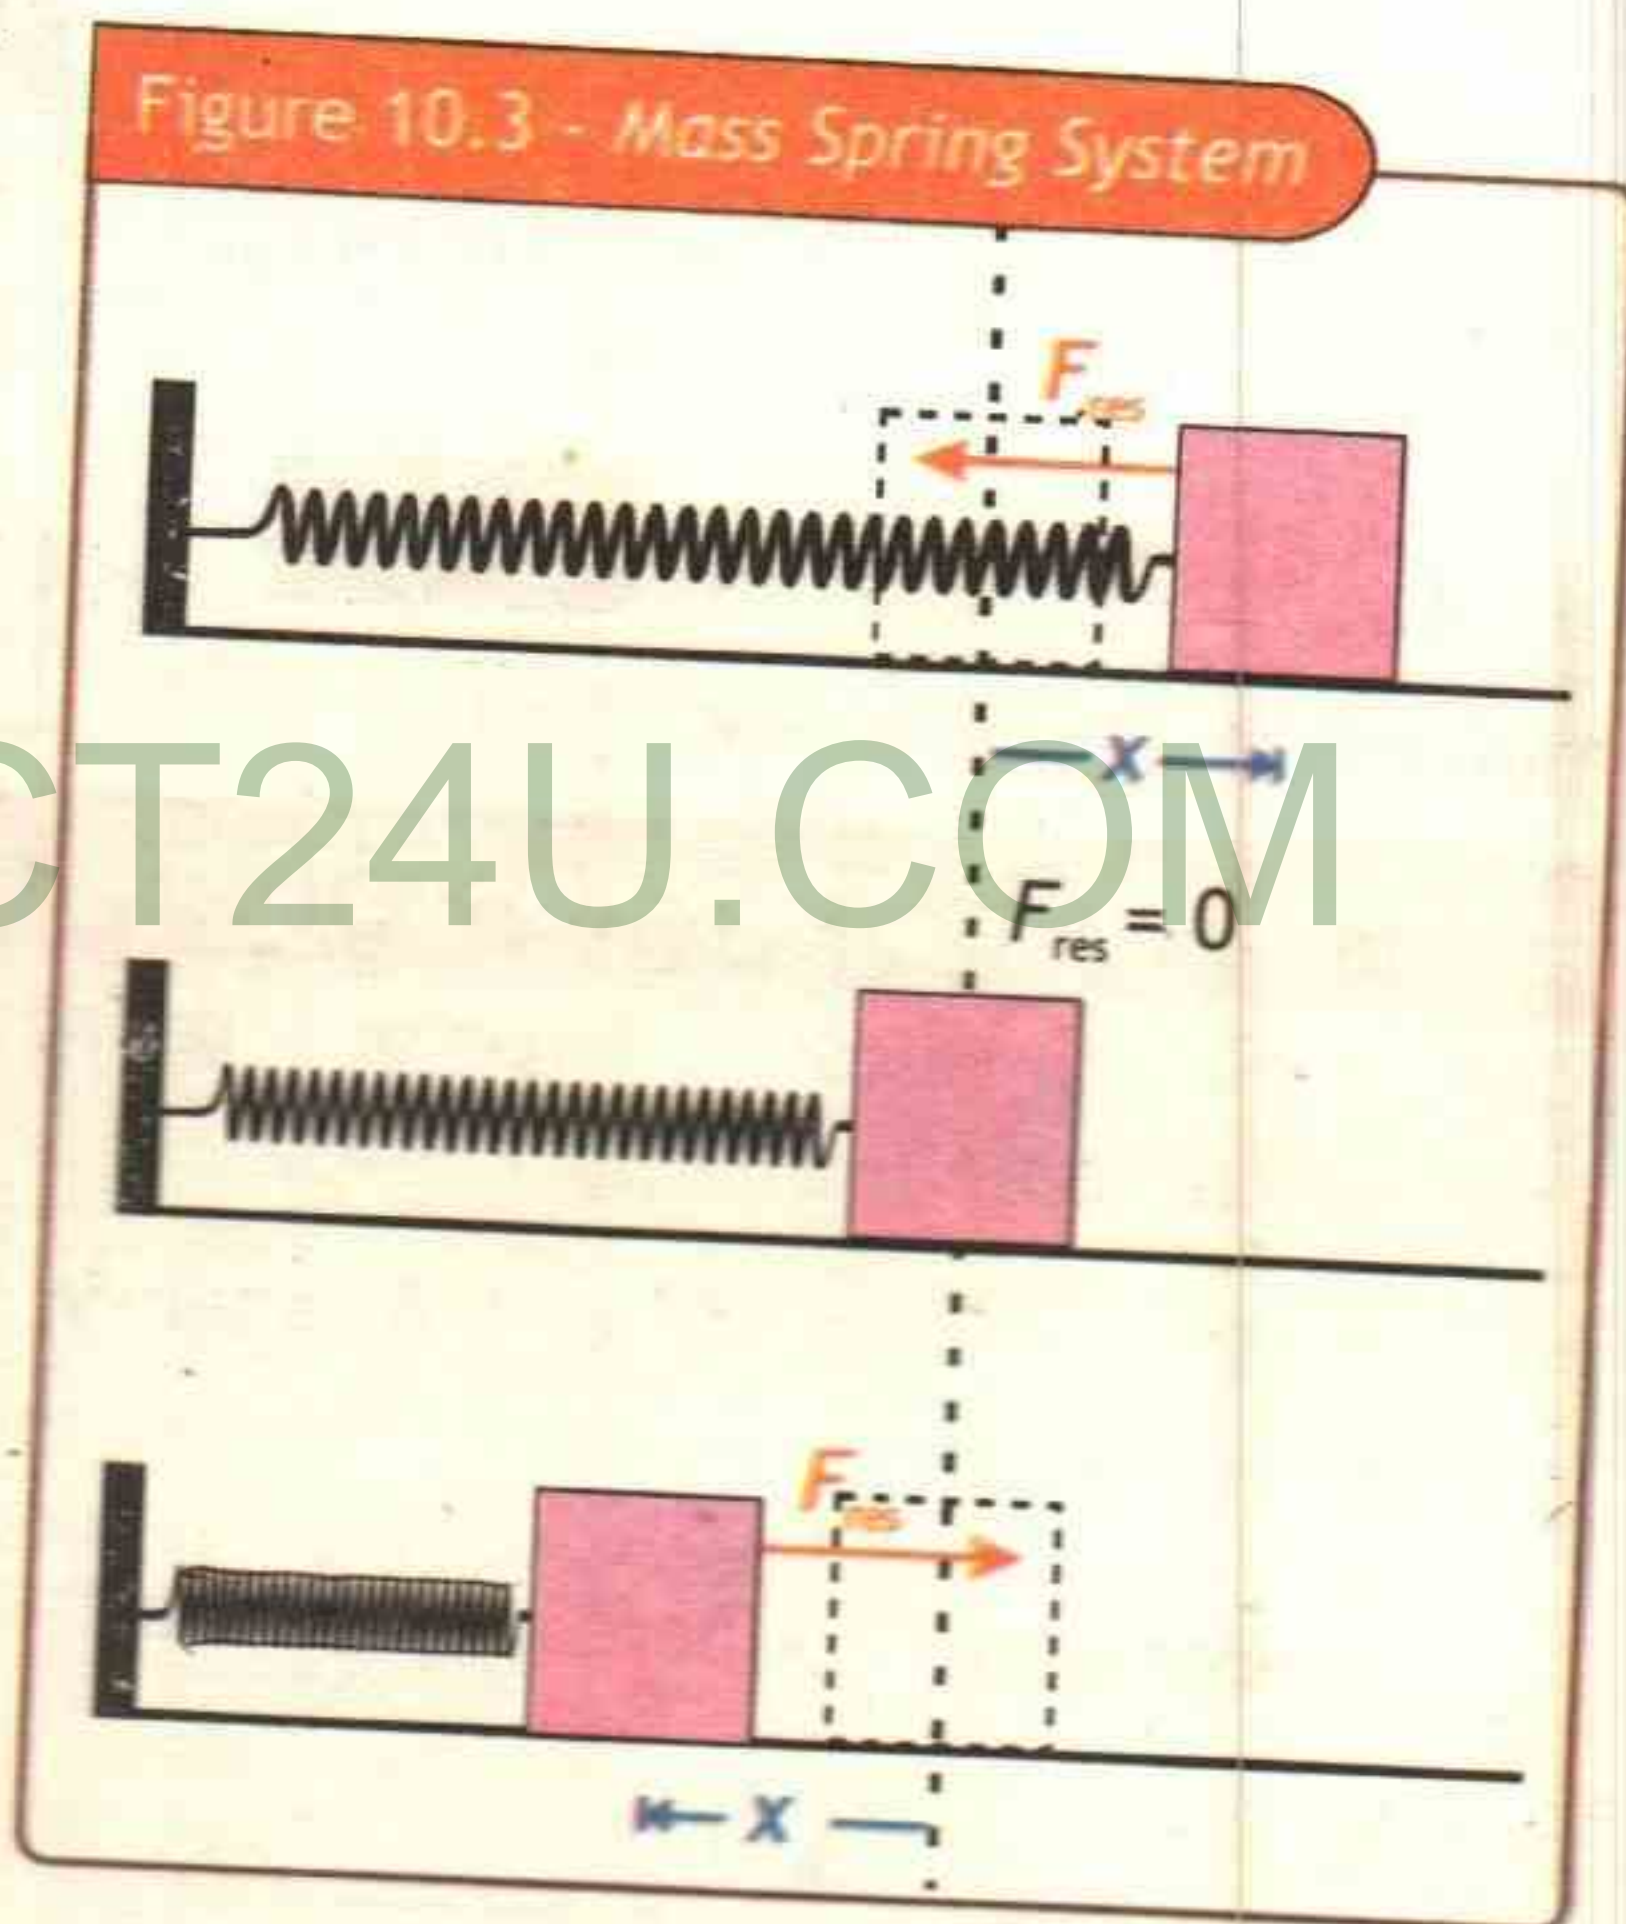 Figure 10.3 - Mass Spring System
F res
x
CT24U.COM
F res = 0
F res
x